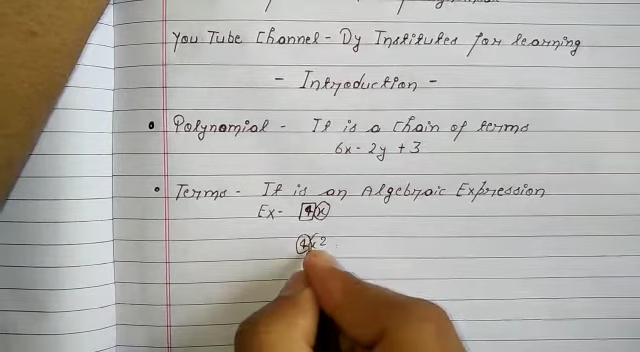 You Tube Channel - Dy Institutes for learning
- Introduction -
• Polynomial - It is a Chain of terms
6x - 2y + 3
• Terms - It is an Algebraic Expression
Ex - 4x
4x2